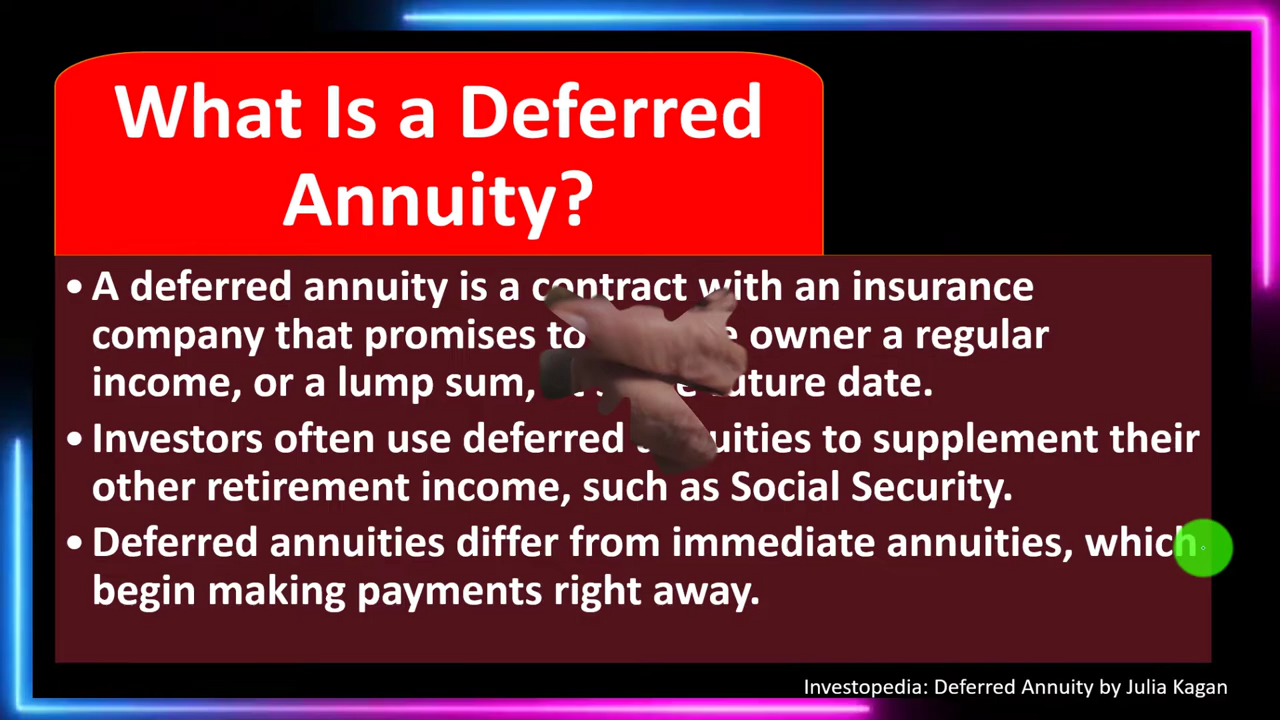 What Is a Deferred
Annuity?
• A deferred annuity is a contract with an insurance
company that promises to owner a regular
income, or a lump sum, future date.
• Investors often use deferred annuities to supplement their
other retirement income, such as Social Security.
• Deferred annuities differ from immediate annuities, which
begin making payments right away.
Investopedia: Deferred Annuity by Julia Kagan